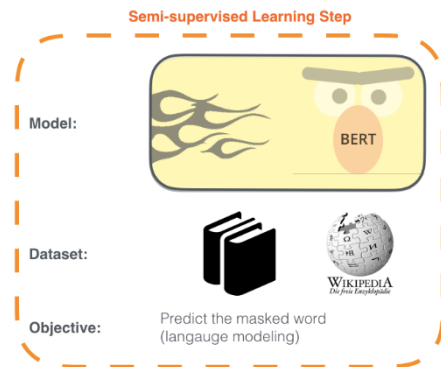 Semi-supervised Learning Step
Model:
BERT
Dataset:
WIKIPEDIA
Die freie Enzyklopädie
Objective:
Predict the masked word
(langauge modeling)